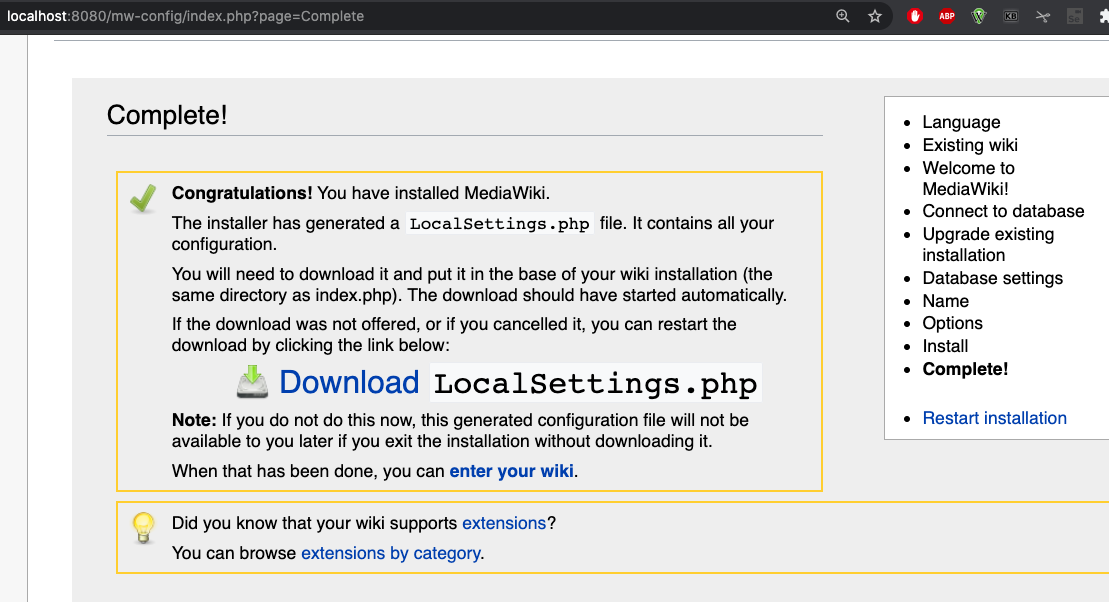 localhost:8080/mw-config/index.php?page=Complete
ABP
KB
Se
Complete!
Congratulations! You have installed MediaWiki.
The installer has generated a LocalSettings.php file. It contains all your
configuration.
You will need to download it and put it in the base of your wiki installation (the
same directory as index.php). The download should have started automatically.
If the download was not offered, or if you cancelled it, you can restart the
download by clicking the link below:
Download LocalSettings.php
Note: If you do not do this now, this generated configuration file will not be
available to you later if you exit the installation without downloading it.
When that has been done, you can enter your wiki.
Did you know that your wiki supports extensions?
You can browse extensions by category.
Language
Existing wiki
Welcome to
MediaWiki!
Connect to database
Upgrade existing
installation
Database settings
Name
Options
Install
Complete!
Restart installation